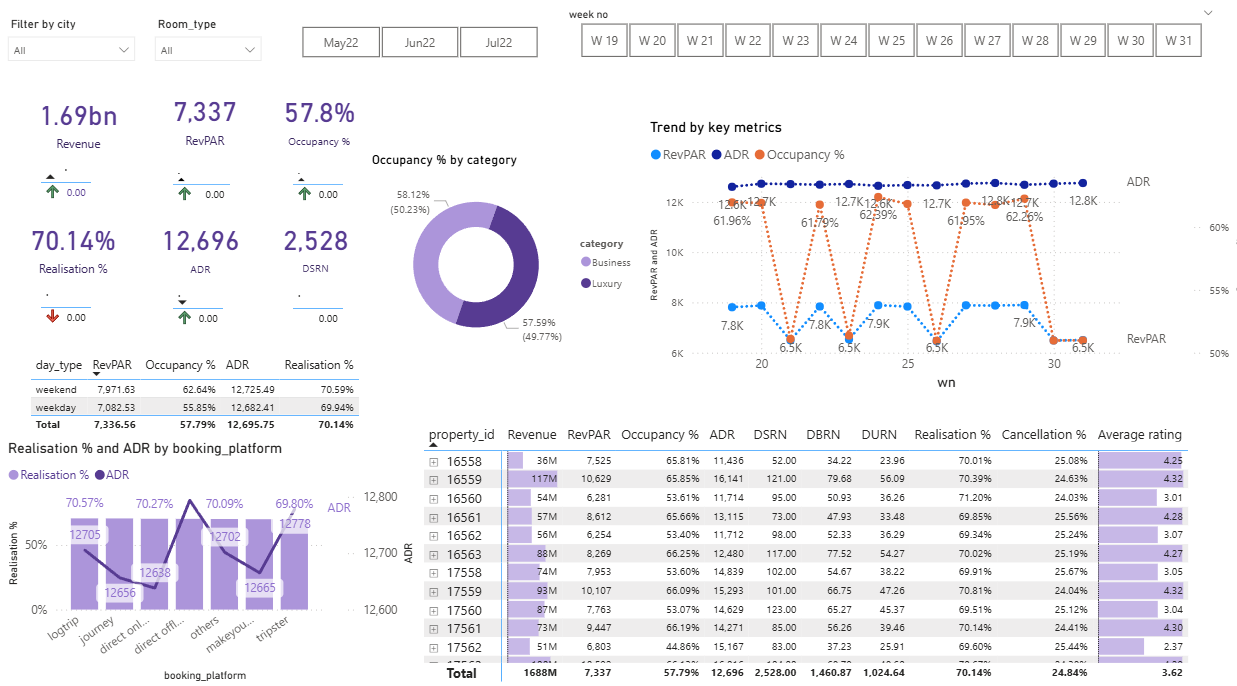 Filter by city
All
Room_type
All
May22 Jun22 Jul22
week no
W 19 W 20 W 21 W 22 W 23 W 24 W 25 W 26 W 27 W 28 W 29 W 30 W 31
1.69bn
Revenue
0.00
7,337
RevPAR
0.00
57.8%
Occupancy %
0.00
70.14%
Realisation %
0.00
12,696
ADR
0.00
2,528
DSRN
0.00
Occupancy % by category
58.12%
(50.23%)
57.59%
(49.77%)
category
Business
Luxury
Trend by key metrics
RevPAR ADR Occupancy %
RevPAR and ADR
12K
10K
8K
6K
12.6K 12.7K 12.7K 12.6K 12.7K 12.8K 12.7K 12.8K
61.96% 61.79% 62.39% 61.95% 62.26%
7.8K 7.8K 7.9K 7.9K
6.5K 6.5K 6.5K 6.5K
ADR
RevPAR
60%
55%
50%
20 25 30
wn
day_type RevPAR Occupancy % ADR Realisation %
weekend 7,971.63 62.64% 12,725.49 70.59%
weekday 7,082.53 55.85% 12,682.41 69.94%
Total 7,336.56 57.79% 12,695.75 70.14%
Realisation % and ADR by booking_platform
Realisation % ADR
Realisation %
50%
0%
70.57% 70.27% 70.09% 69.80%
12705 12656 12638 12702 12665 12778
ADR
12,800
12,700
12,600
ADR
logtrip journey direct onl... direct offl... others makeyou... tripster
booking_platform
property_id Revenue RevPAR Occupancy % ADR DSRN DBRN DURN Realisation % Cancellation % Average rating
16558 36M 7,525 65.81% 11,436 52.00 34.22 23.96 70.01% 25.08% 4.25
16559 117M 10,629 65.85% 16,141 121.00 79.68 56.09 70.39% 24.63% 4.32
16560 54M 6,281 53.61% 11,714 95.00 50.93 36.26 71.20% 24.03% 3.01
16561 57M 8,612 65.66% 13,115 73.00 47.93 33.48 69.85% 25.56% 4.28
16562 56M 6,254 53.40% 11,712 98.00 52.33 36.29 69.34% 25.24% 3.07
16563 88M 8,269 66.25% 12,480 117.00 77.52 54.27 70.02% 25.19% 4.27
17558 74M 7,953 53.60% 14,839 102.00 54.67 38.22 69.91% 25.67% 3.05
17559 93M 10,107 66.09% 15,293 101.00 66.75 47.26 70.81% 24.04% 4.32
17560 87M 7,763 53.07% 14,629 123.00 65.27 45.37 69.51% 25.12% 3.04
17561 73M 9,447 66.19% 14,271 85.00 56.26 39.46 70.14% 24.41% 4.30
17562 51M 6,803 44.86% 15,167 83.00 37.23 25.91 69.60% 25.44% 2.37
Total 1688M 7,337 57.79% 12,696 2,528.00 1,460.87 1,024.64 70.14% 24.84% 3.62